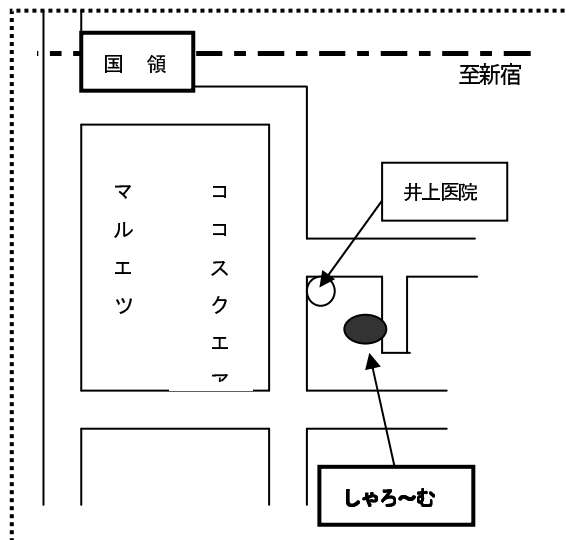 国 領
至新宿
井上医院
マルエツ
ココスクエア
しゃろ～む